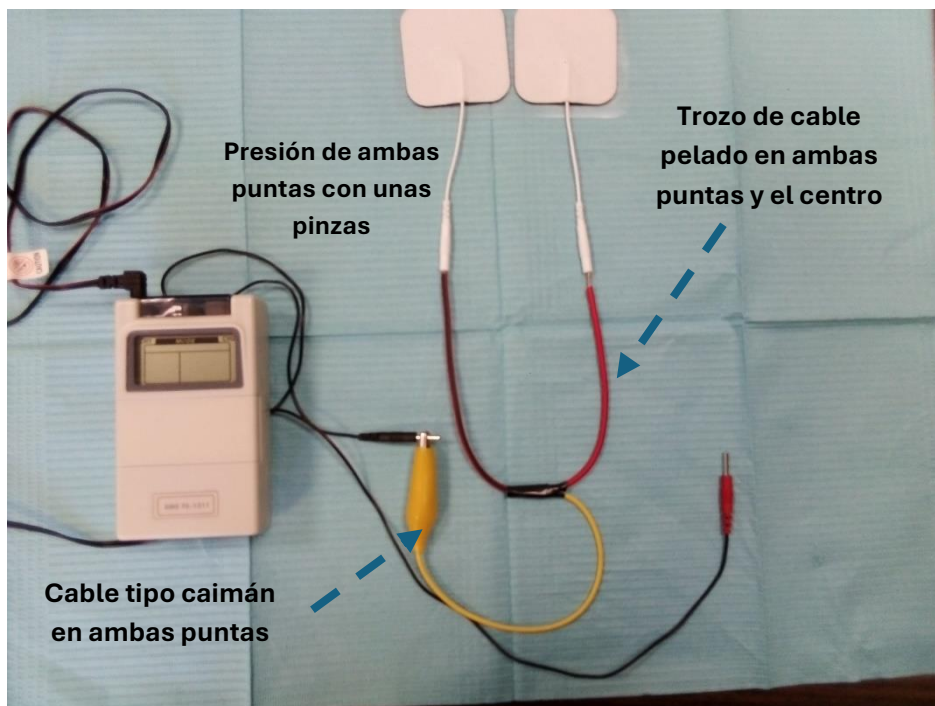 Presión de ambas
puntas con unas
pinzas
Trozo de cable
pelado en ambas
puntas y el centro
Cable tipo caimán
en ambas puntas